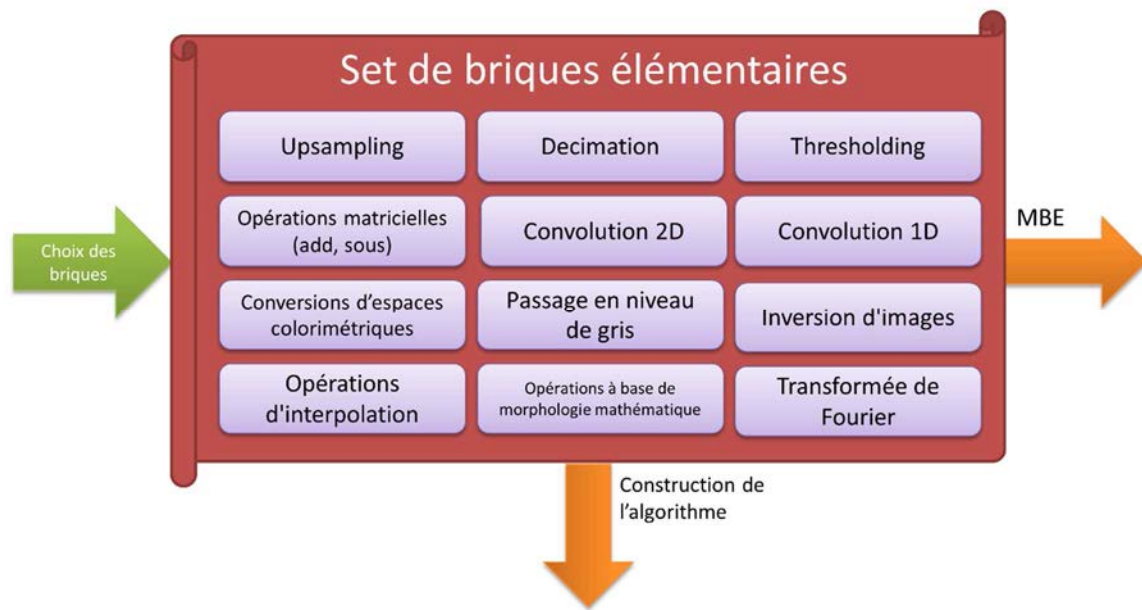 Set de briques élémentaires
Upsampling
Decimation
Thresholding
Opérations matricielles
(add, sous)
Convolution 2D
Convolution 1D
MBE
Choix des
briques
Conversions d'espaces
colorimétriques
Passage en niveau
de gris
Inversion d'images
Opérations
d'interpolation
Opérations à base de
morphologie mathématique
Transformée de
Fourier
Construction de
l'algorithme